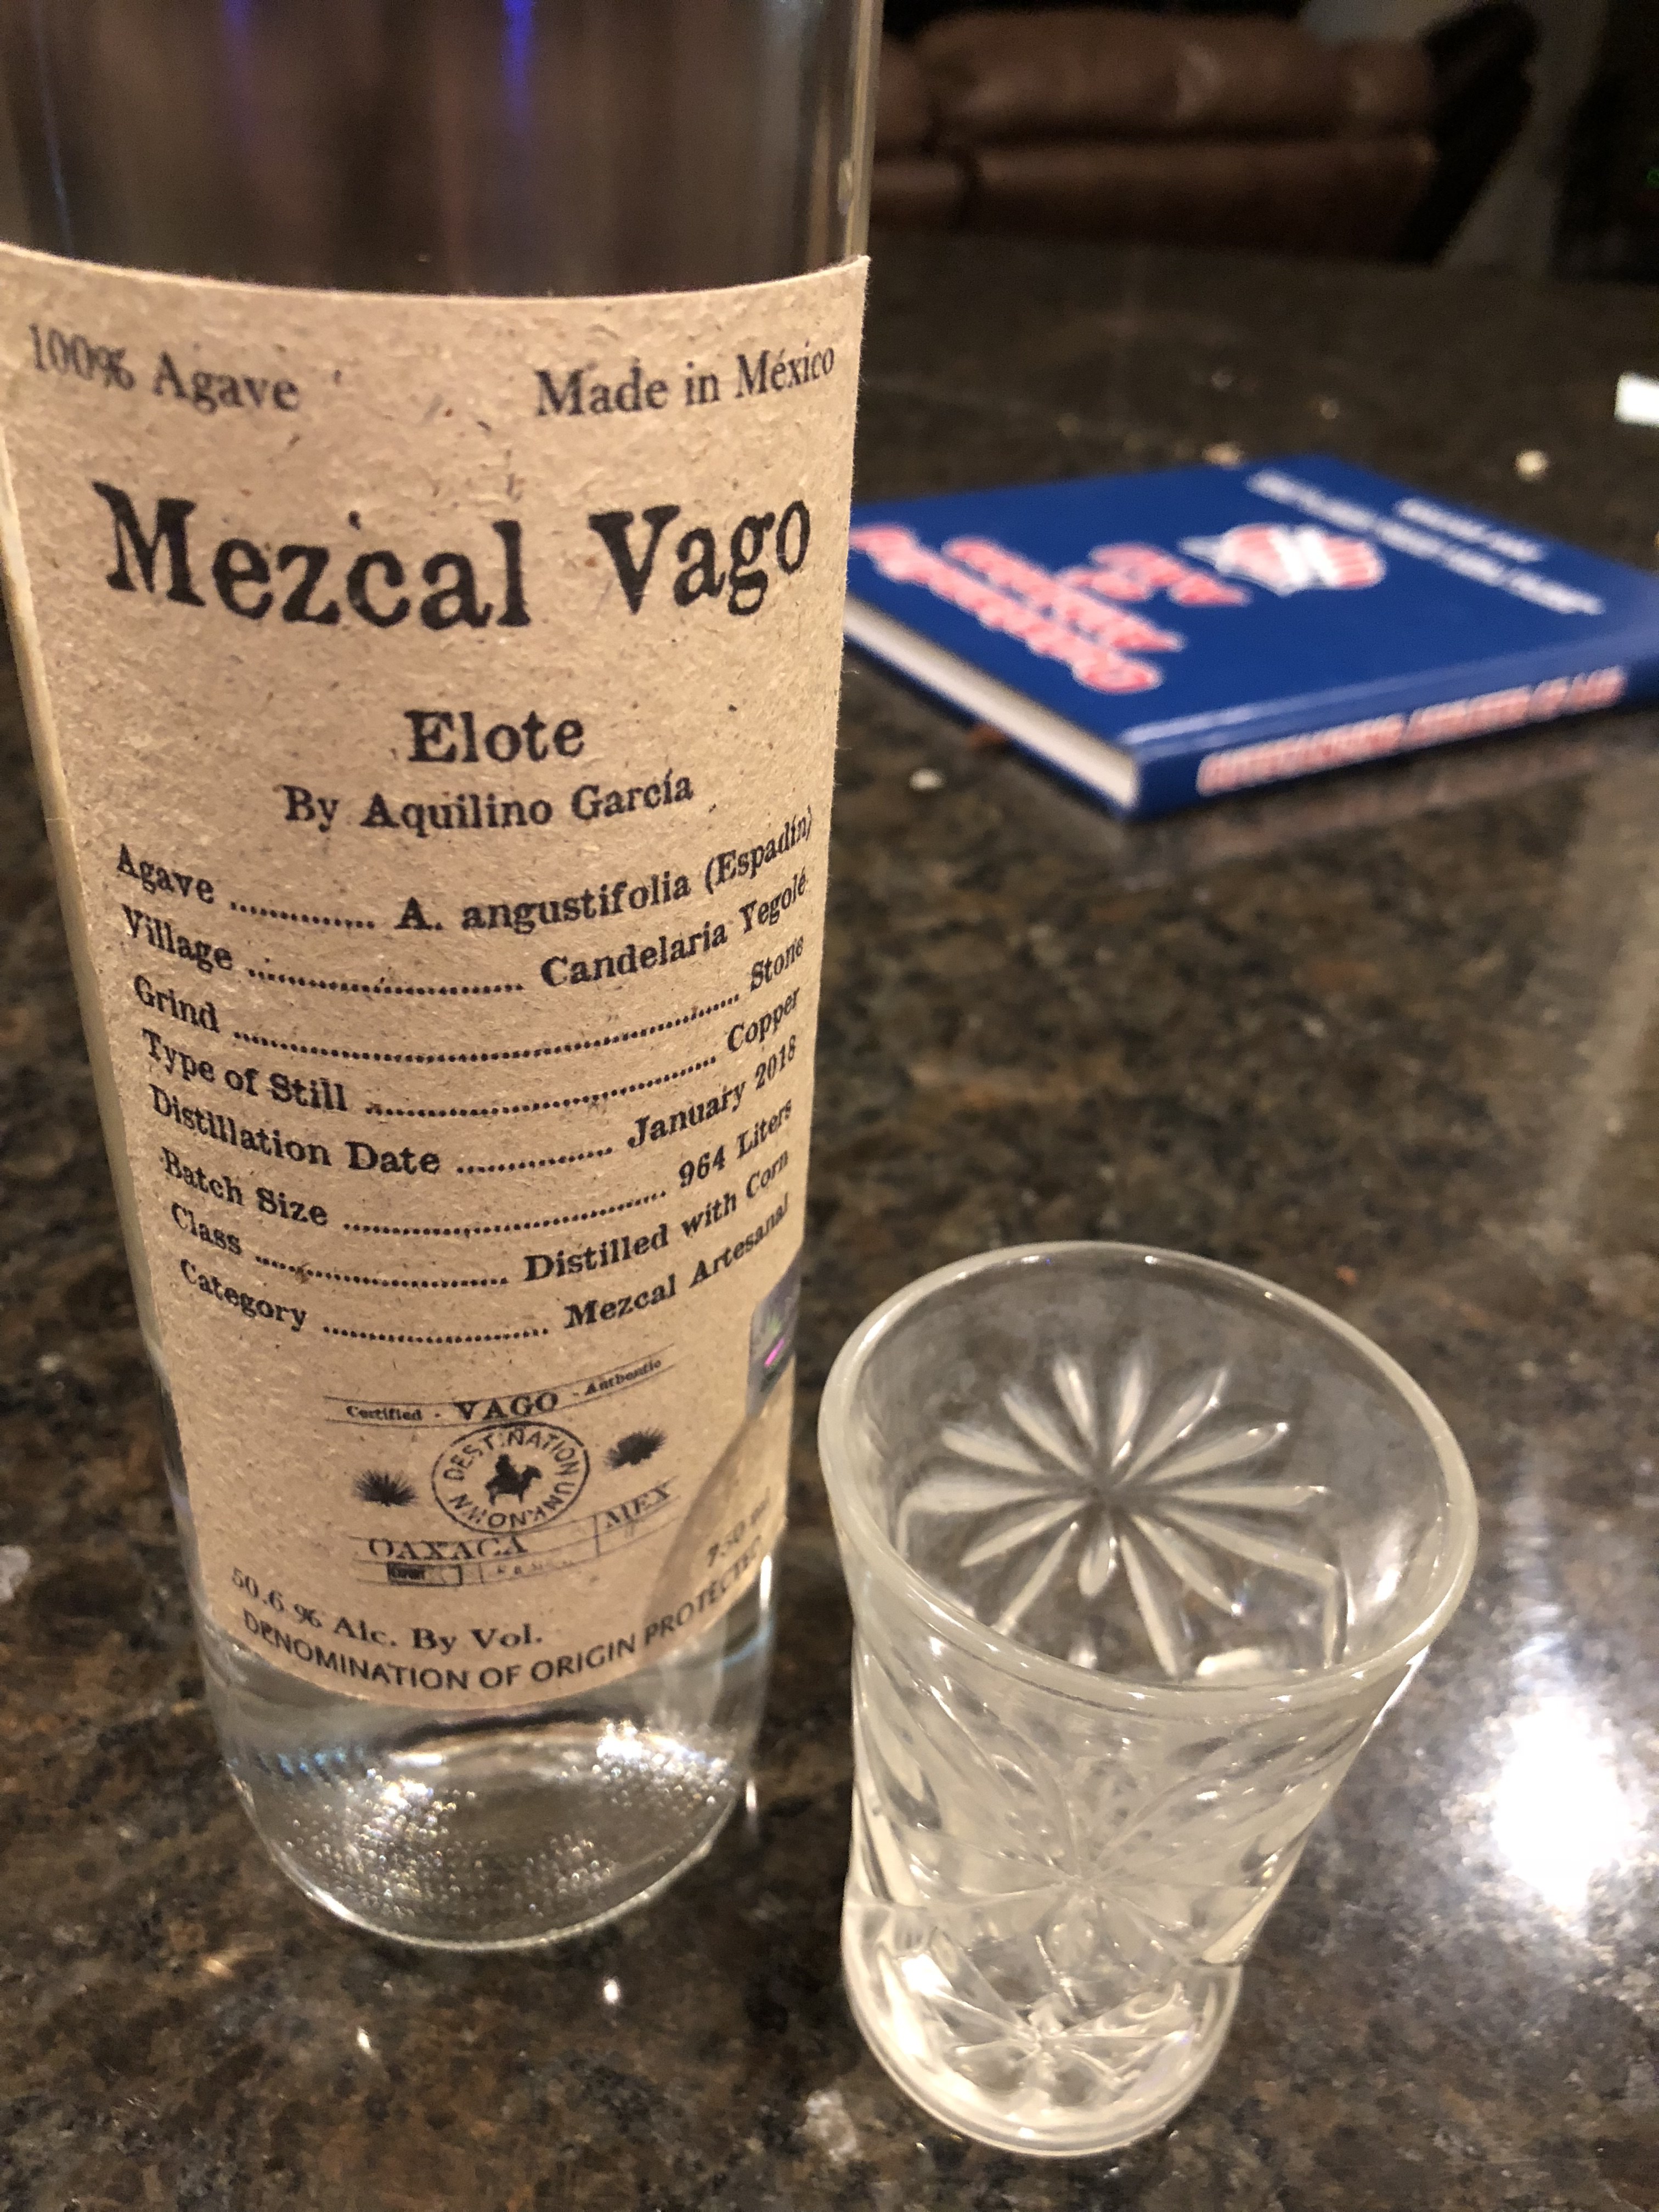 100% Agave Made in México
Mezcal Vago
Elote
By Aquilino García
Agave .............. A. angustifolia (Espadín)
Village .............................. Candelaria Yegolé
Grind ........................................................ Stone
Type of Still ........................................ Copper
Distillation Date ................. January 2018
Batch Size ................................... 964 Liters
Class ........................... Distilled with Corn
Category ........................ Mezcal Artesanal
Certified - VAGO - Authentic
DESTINATION UNKNOWN
OAXACA MEX
750 ml
50.6 % Alc. By Vol.
DENOMINATION OF ORIGIN PROTECTED